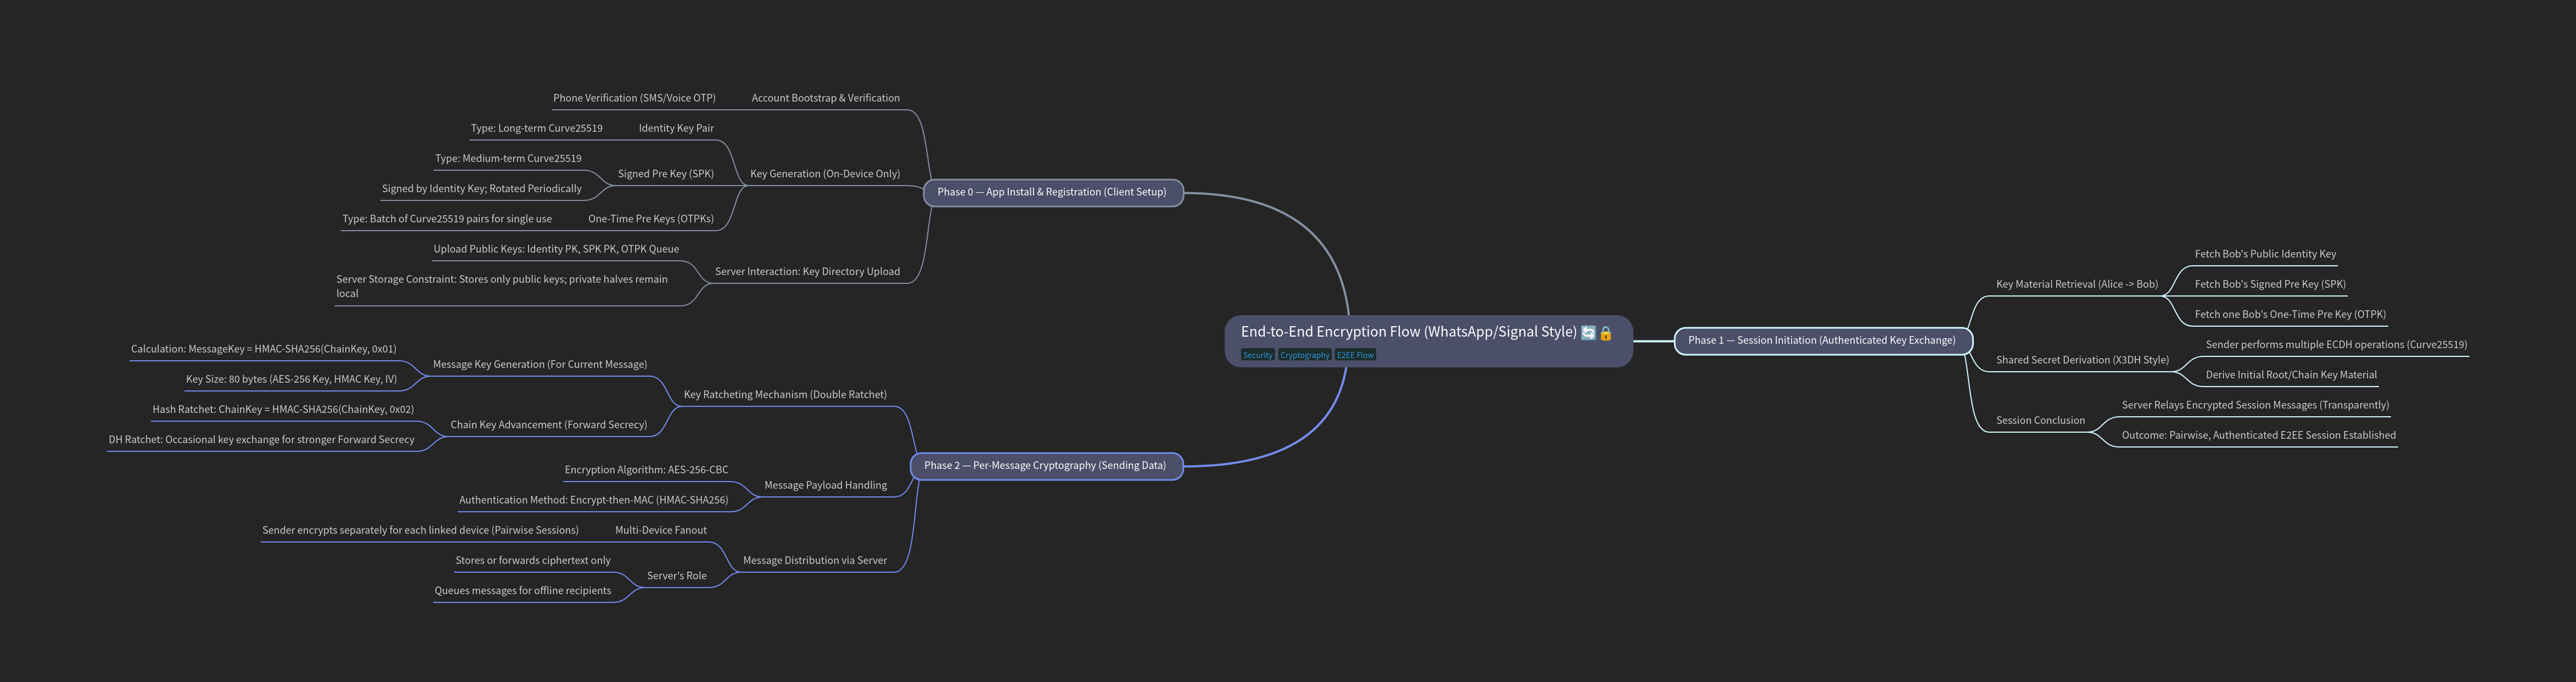 End-to-End Encryption Flow (WhatsApp/Signal Style) 🔄🔒
Security Cryptography E2EE Flow
Phase 0 — App Install & Registration (Client Setup)
Account Bootstrap & Verification
Phone Verification (SMS/Voice OTP)
Key Generation (On-Device Only)
Identity Key Pair
Type: Long-term Curve25519
Signed Pre Key (SPK)
Type: Medium-term Curve25519
Signed by Identity Key; Rotated Periodically
One-Time Pre Keys (OTPKs)
Type: Batch of Curve25519 pairs for single use
Server Interaction: Key Directory Upload
Upload Public Keys: Identity PK, SPK PK, OTPK Queue
Server Storage Constraint: Stores only public keys; private halves remain
local
Phase 1 — Session Initiation (Authenticated Key Exchange)
Key Material Retrieval (Alice -> Bob)
Fetch Bob's Public Identity Key
Fetch Bob's Signed Pre Key (SPK)
Fetch one Bob's One-Time Pre Key (OTPK)
Shared Secret Derivation (X3DH Style)
Sender performs multiple ECDH operations (Curve25519)
Derive Initial Root/Chain Key Material
Session Conclusion
Server Relays Encrypted Session Messages (Transparently)
Outcome: Pairwise, Authenticated E2EE Session Established
Phase 2 — Per-Message Cryptography (Sending Data)
Key Ratcheting Mechanism (Double Ratchet)
Message Key Generation (For Current Message)
Calculation: MessageKey = HMAC-SHA256(ChainKey, 0x01)
Key Size: 80 bytes (AES-256 Key, HMAC Key, IV)
Chain Key Advancement (Forward Secrecy)
Hash Ratchet: ChainKey = HMAC-SHA256(ChainKey, 0x02)
DH Ratchet: Occasional key exchange for stronger Forward Secrecy
Message Payload Handling
Encryption Algorithm: AES-256-CBC
Authentication Method: Encrypt-then-MAC (HMAC-SHA256)
Message Distribution via Server
Multi-Device Fanout
Sender encrypts separately for each linked device (Pairwise Sessions)
Server's Role
Stores or forwards ciphertext only
Queues messages for offline recipients